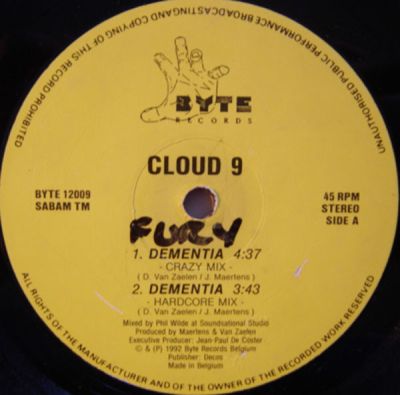 UNAUTHORISED PUBLIC PERFORMANCE BROADCASTING AND COPYING OF THIS RECORD PROHIBITED
BYTE
RECORDS
CLOUD 9
BYTE 12009
SABAM TM
45 RPM
STEREO
SIDE A
FURY
1. DEMENTIA 4:37
- CRAZY MIX -
( D. Van Zaelen / J. Maertens )
2. DEMENTIA 3:43
- HARDCORE MIX -
( D. Van Zaelen / J. Maertens )
Mixed by Phil Wilde at Soundsational Studio
Produced by Maertens & Van Zaelen
Executive Producer: Jean-Paul De Coster
© & (P) 1992 Byte Records Belgium
Publisher: Decos
Made in Belgium
ALL RIGHTS OF THE MANUFACTURER AND OF THE OWNER OF THE RECORDED WORK RESERVED